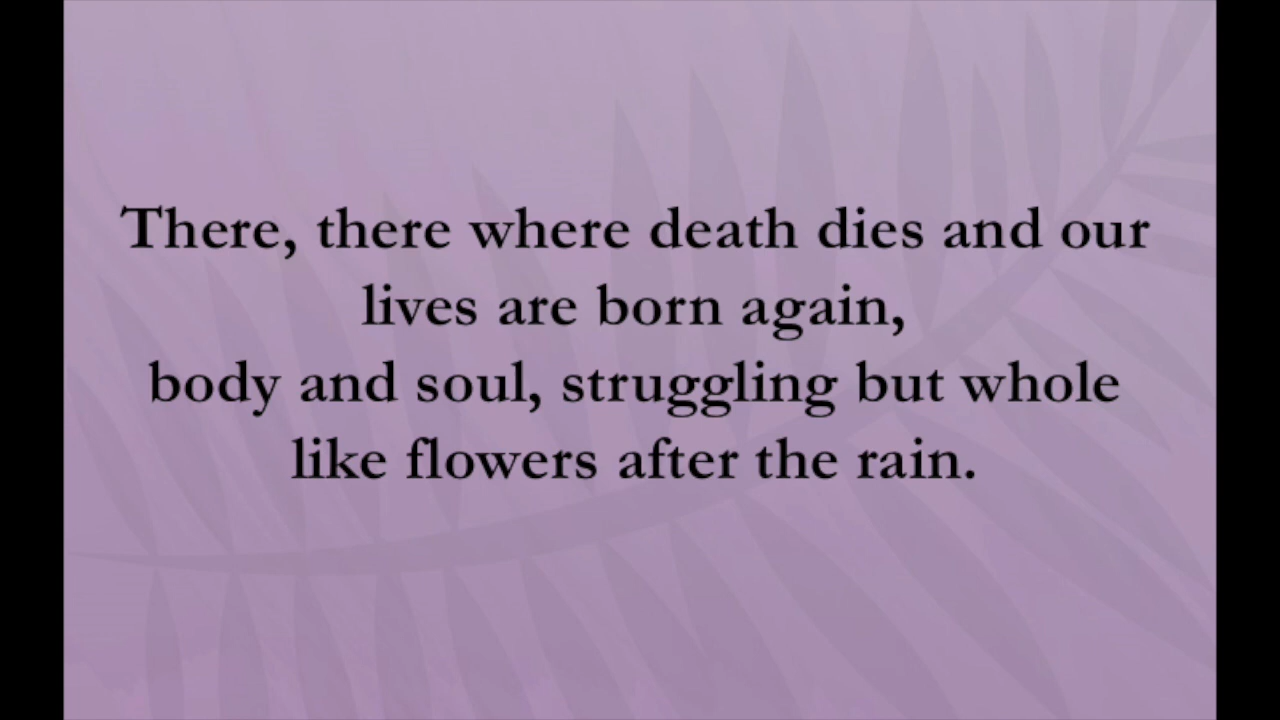 There, there where death dies and our
lives are born again,
body and soul, struggling but whole
like flowers after the rain.